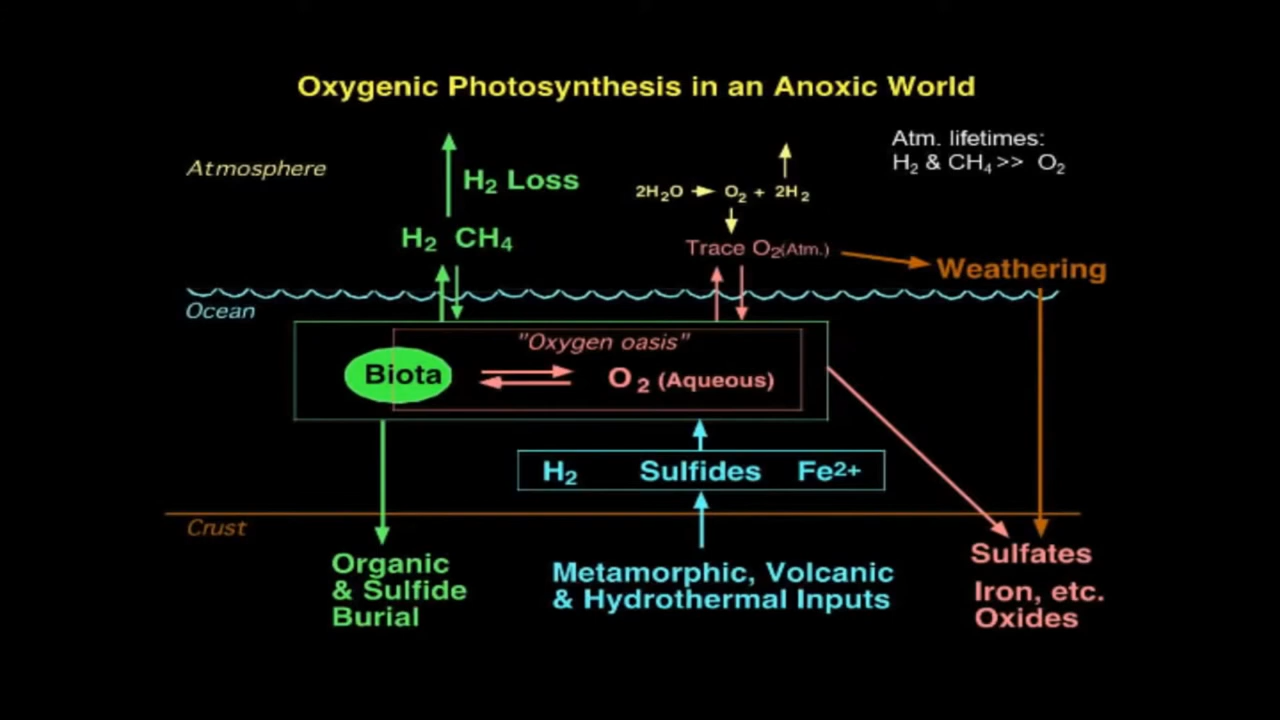 Oxygenic Photosynthesis in an Anoxic World
Atm. lifetimes:
H₂ & CH₄ >> O₂
Atmosphere
H₂ Loss
2H₂O → O₂ + 2H₂
H₂ CH₄
Trace O₂(Atm.)
Weathering
Ocean
"Oxygen oasis"
Biota
O₂ (Aqueous)
H₂ Sulfides Fe²⁺
Crust
Organic
& Sulfide
Burial
Metamorphic, Volcanic
& Hydrothermal Inputs
Sulfates
Iron, etc.
Oxides